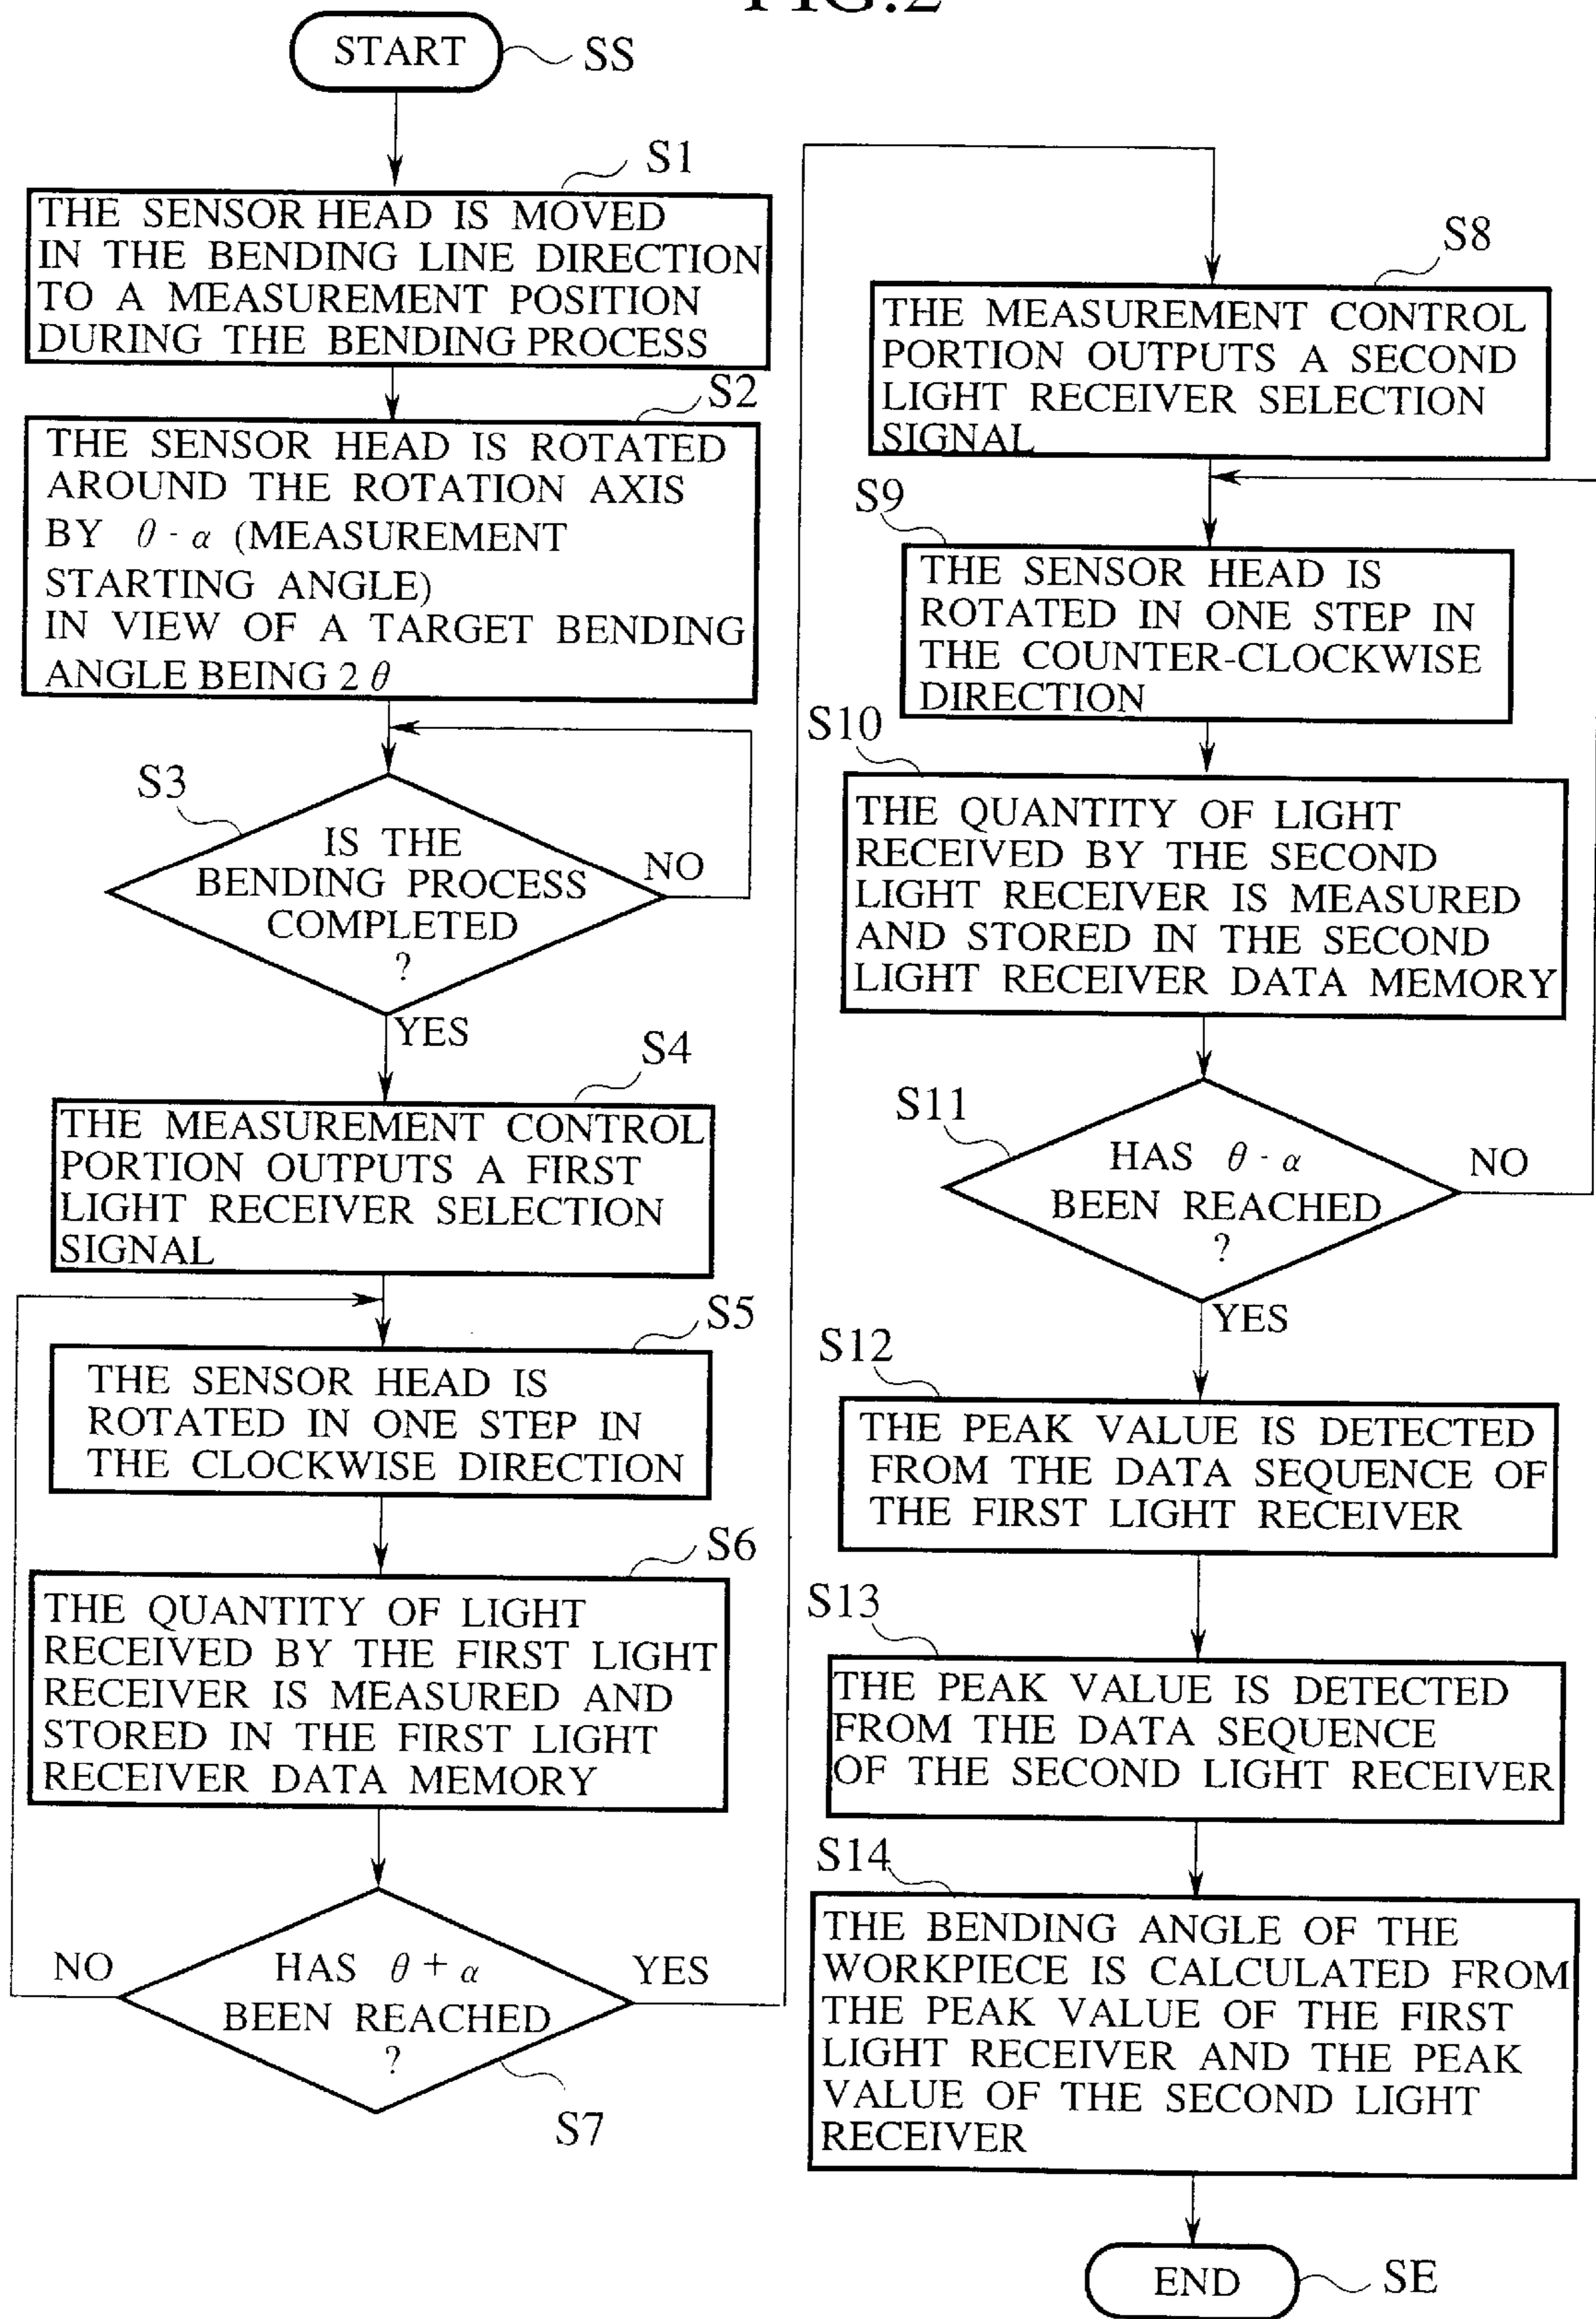 FIG.2
START
SS
S1
THE SENSOR HEAD IS MOVED
IN THE BENDING LINE DIRECTION
TO A MEASUREMENT POSITION
DURING THE BENDING PROCESS
S2
THE SENSOR HEAD IS ROTATED
AROUND THE ROTATION AXIS
BY θ - α (MEASUREMENT
STARTING ANGLE)
IN VIEW OF A TARGET BENDING
ANGLE BEING 2 θ
S3
IS THE
BENDING PROCESS
COMPLETED
?
NO
YES
S4
THE MEASUREMENT CONTROL
PORTION OUTPUTS A FIRST
LIGHT RECEIVER SELECTION
SIGNAL
S5
THE SENSOR HEAD IS
ROTATED IN ONE STEP IN
THE CLOCKWISE DIRECTION
S6
THE QUANTITY OF LIGHT
RECEIVED BY THE FIRST LIGHT
RECEIVER IS MEASURED AND
STORED IN THE FIRST LIGHT
RECEIVER DATA MEMORY
NO
HAS θ + α
BEEN REACHED
?
YES
S7
S8
THE MEASUREMENT CONTROL
PORTION OUTPUTS A SECOND
LIGHT RECEIVER SELECTION
SIGNAL
S9
THE SENSOR HEAD IS
ROTATED IN ONE STEP IN
THE COUNTER-CLOCKWISE
DIRECTION
S10
THE QUANTITY OF LIGHT
RECEIVED BY THE SECOND
LIGHT RECEIVER IS MEASURED
AND STORED IN THE SECOND
LIGHT RECEIVER DATA MEMORY
S11
HAS θ - α
BEEN REACHED
?
NO
YES
S12
THE PEAK VALUE IS DETECTED
FROM THE DATA SEQUENCE OF
THE FIRST LIGHT RECEIVER
S13
THE PEAK VALUE IS DETECTED
FROM THE DATA SEQUENCE
OF THE SECOND LIGHT RECEIVER
S14
THE BENDING ANGLE OF THE
WORKPIECE IS CALCULATED FROM
THE PEAK VALUE OF THE FIRST
LIGHT RECEIVER AND THE PEAK
VALUE OF THE SECOND LIGHT
RECEIVER
END
SE